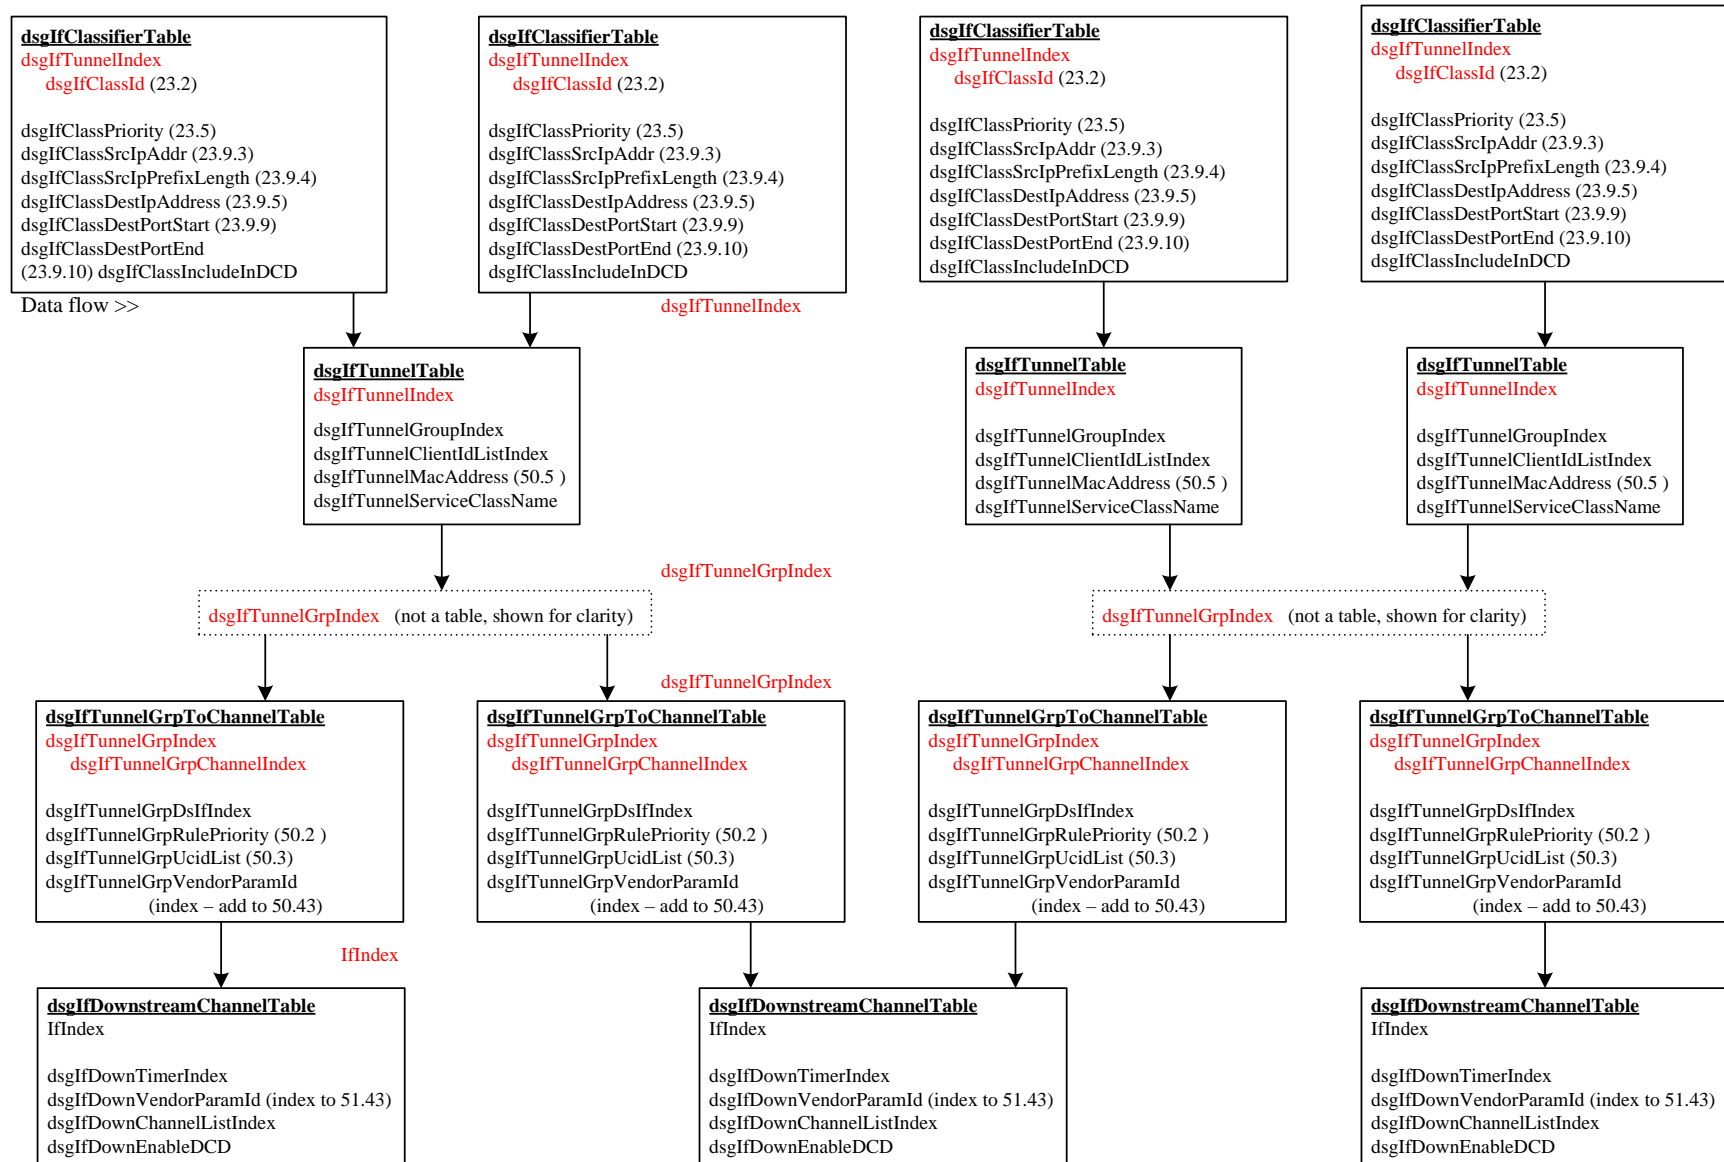 dsgIfClassifierTable
dsgIfTunnelIndex
dsgIfClassId (23.2)
dsgIfClassPriority (23.5)
dsgIfClassSrcIpAddr (23.9.3)
dsgIfClassSrcIpPrefixLength (23.9.4)
dsgIfClassDestIpAddress (23.9.5)
dsgIfClassDestPortStart (23.9.9)
dsgIfClassDestPortEnd
(23.9.10) dsgIfClassIncludeInDCD
dsgIfClassifierTable
dsgIfTunnelIndex
dsgIfClassId (23.2)
dsgIfClassPriority (23.5)
dsgIfClassSrcIpAddr (23.9.3)
dsgIfClassSrcIpPrefixLength (23.9.4)
dsgIfClassDestIpAddress (23.9.5)
dsgIfClassDestPortStart (23.9.9)
dsgIfClassDestPortEnd (23.9.10)
dsgIfClassIncludeInDCD
dsgIfClassifierTable
dsgIfTunnelIndex
dsgIfClassId (23.2)
dsgIfClassPriority (23.5)
dsgIfClassSrcIpAddr (23.9.3)
dsgIfClassSrcIpPrefixLength (23.9.4)
dsgIfClassDestIpAddress (23.9.5)
dsgIfClassDestPortStart (23.9.9)
dsgIfClassDestPortEnd (23.9.10)
dsgIfClassIncludeInDCD
dsgIfClassifierTable
dsgIfTunnelIndex
dsgIfClassId (23.2)
dsgIfClassPriority (23.5)
dsgIfClassSrcIpAddr (23.9.3)
dsgIfClassSrcIpPrefixLength (23.9.4)
dsgIfClassDestIpAddress (23.9.5)
dsgIfClassDestPortStart (23.9.9)
dsgIfClassDestPortEnd (23.9.10)
dsgIfClassIncludeInDCD
Data flow >>
dsgIfTunnelIndex
dsgIfTunnelTable
dsgIfTunnelIndex
dsgIfTunnelGroupIndex
dsgIfTunnelClientIdListIndex
dsgIfTunnelMacAddress (50.5 )
dsgIfTunnelServiceClassName
dsgIfTunnelTable
dsgIfTunnelIndex
dsgIfTunnelGroupIndex
dsgIfTunnelClientIdListIndex
dsgIfTunnelMacAddress (50.5 )
dsgIfTunnelServiceClassName
dsgIfTunnelTable
dsgIfTunnelIndex
dsgIfTunnelGroupIndex
dsgIfTunnelClientIdListIndex
dsgIfTunnelMacAddress (50.5 )
dsgIfTunnelServiceClassName
dsgIfTunnelGrpIndex
dsgIfTunnelGrpIndex (not a table, shown for clarity)
dsgIfTunnelGrpIndex (not a table, shown for clarity)
dsgIfTunnelGrpIndex
dsgIfTunnelGrpToChannelTable
dsgIfTunnelGrpIndex
dsgIfTunnelGrpChannelIndex
dsgIfTunnelGrpDsIfIndex
dsgIfTunnelGrpRulePriority (50.2 )
dsgIfTunnelGrpUcidList (50.3)
dsgIfTunnelGrpVendorParamId
(index – add to 50.43)
dsgIfTunnelGrpToChannelTable
dsgIfTunnelGrpIndex
dsgIfTunnelGrpChannelIndex
dsgIfTunnelGrpDsIfIndex
dsgIfTunnelGrpRulePriority (50.2 )
dsgIfTunnelGrpUcidList (50.3)
dsgIfTunnelGrpVendorParamId
(index – add to 50.43)
dsgIfTunnelGrpToChannelTable
dsgIfTunnelGrpIndex
dsgIfTunnelGrpChannelIndex
dsgIfTunnelGrpDsIfIndex
dsgIfTunnelGrpRulePriority (50.2 )
dsgIfTunnelGrpUcidList (50.3)
dsgIfTunnelGrpVendorParamId
(index – add to 50.43)
dsgIfTunnelGrpToChannelTable
dsgIfTunnelGrpIndex
dsgIfTunnelGrpChannelIndex
dsgIfTunnelGrpDsIfIndex
dsgIfTunnelGrpRulePriority (50.2 )
dsgIfTunnelGrpUcidList (50.3)
dsgIfTunnelGrpVendorParamId
(index – add to 50.43)
IfIndex
dsgIfDownstreamChannelTable
IfIndex
dsgIfDownTimerIndex
dsgIfDownVendorParamId (index to 51.43)
dsgIfDownChannelListIndex
dsgIfDownEnableDCD
dsgIfDownstreamChannelTable
IfIndex
dsgIfDownTimerIndex
dsgIfDownVendorParamId (index to 51.43)
dsgIfDownChannelListIndex
dsgIfDownEnableDCD
dsgIfDownstreamChannelTable
IfIndex
dsgIfDownTimerIndex
dsgIfDownVendorParamId (index to 51.43)
dsgIfDownChannelListIndex
dsgIfDownEnableDCD